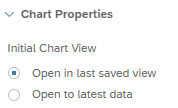 Chart Properties
Initial Chart View
Open in last saved view
Open to latest data